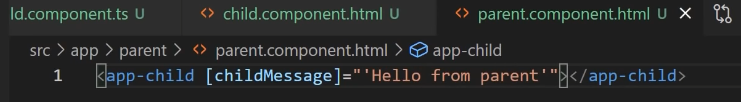 ld.component.ts U child.component.html U parent.component.html U
src > app > parent > parent.component.html > app-child
1 <app-child [childMessage]="'Hello from parent'"></app-child>